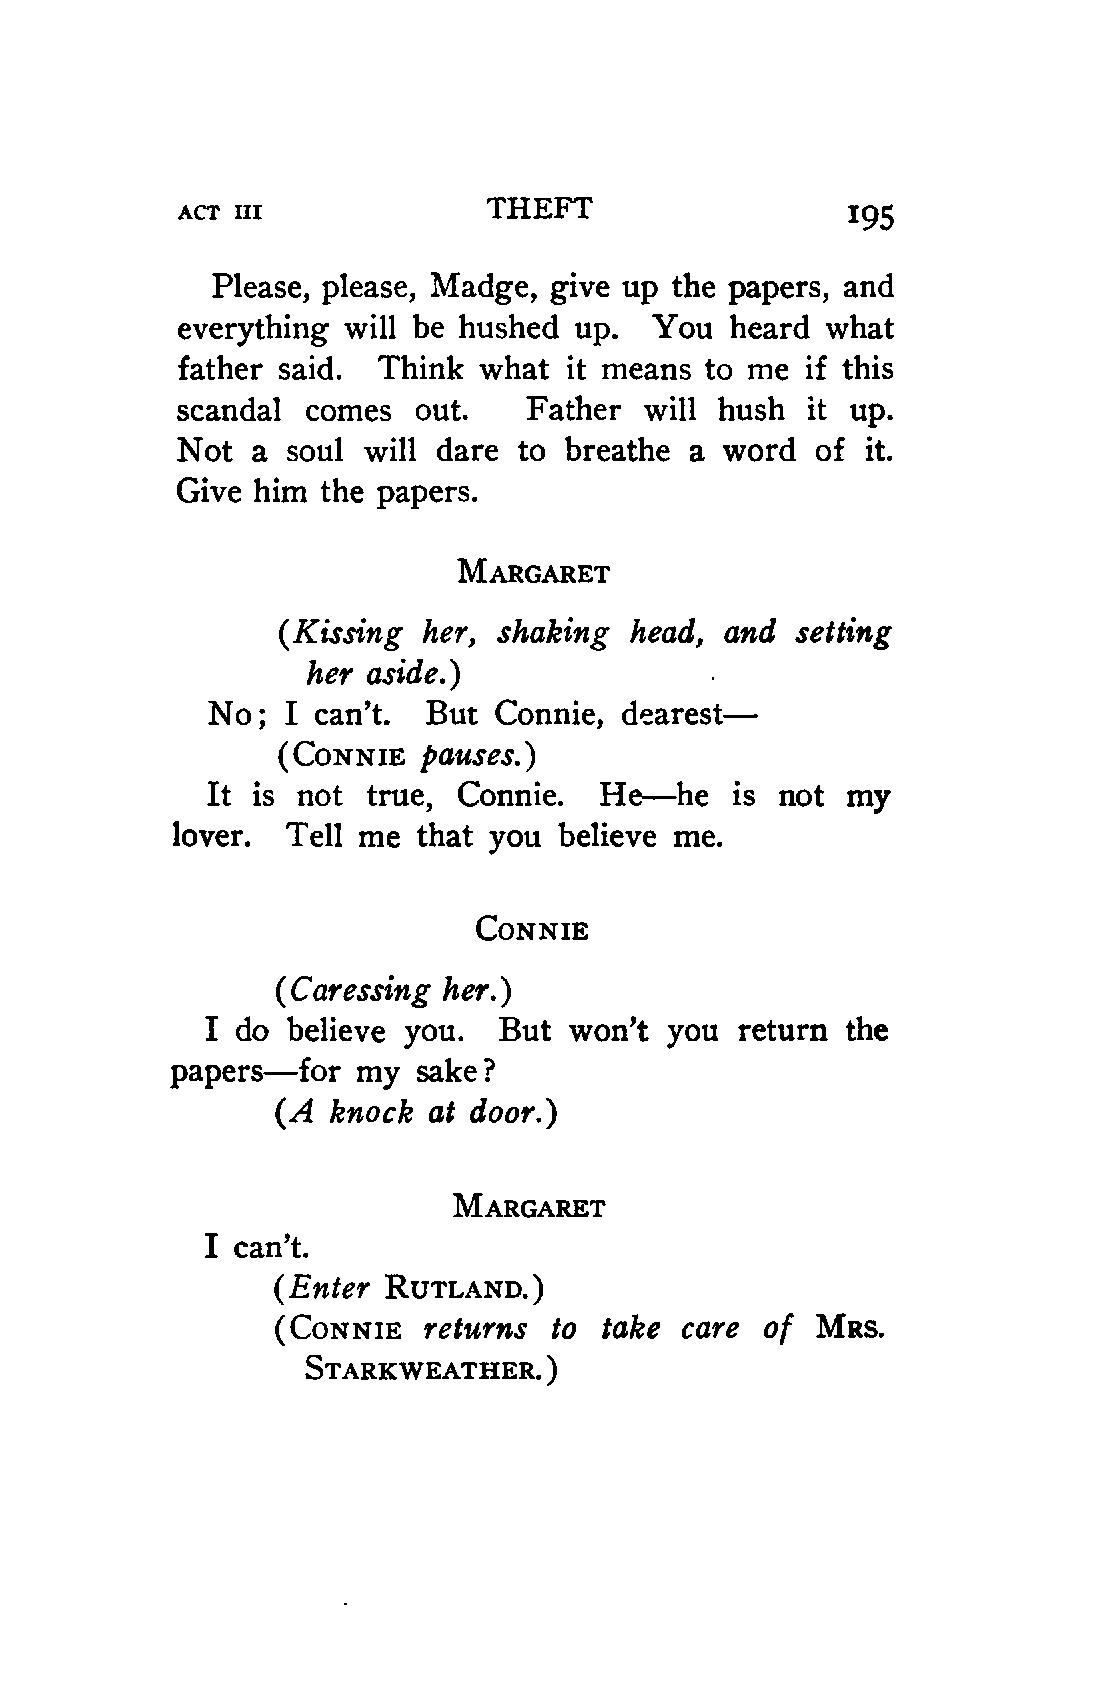 ACT III THEFT 195
Please, please, Madge, give up the papers, and
everything will be hushed up. You heard what
father said. Think what it means to me if this
scandal comes out. Father will hush it up.
Not a soul will dare to breathe a word of it.
Give him the papers.
MARGARET
(Kissing her, shaking head, and setting
her aside.)
No; I can't. But Connie, dearest—
(CONNIE pauses.)
It is not true, Connie. He—he is not my
lover. Tell me that you believe me.
CONNIE
(Caressing her.)
I do believe you. But won't you return the
papers—for my sake?
(A knock at door.)
MARGARET
I can't.
(Enter RUTLAND.)
(CONNIE returns to take care of MRS.
STARKWEATHER.)